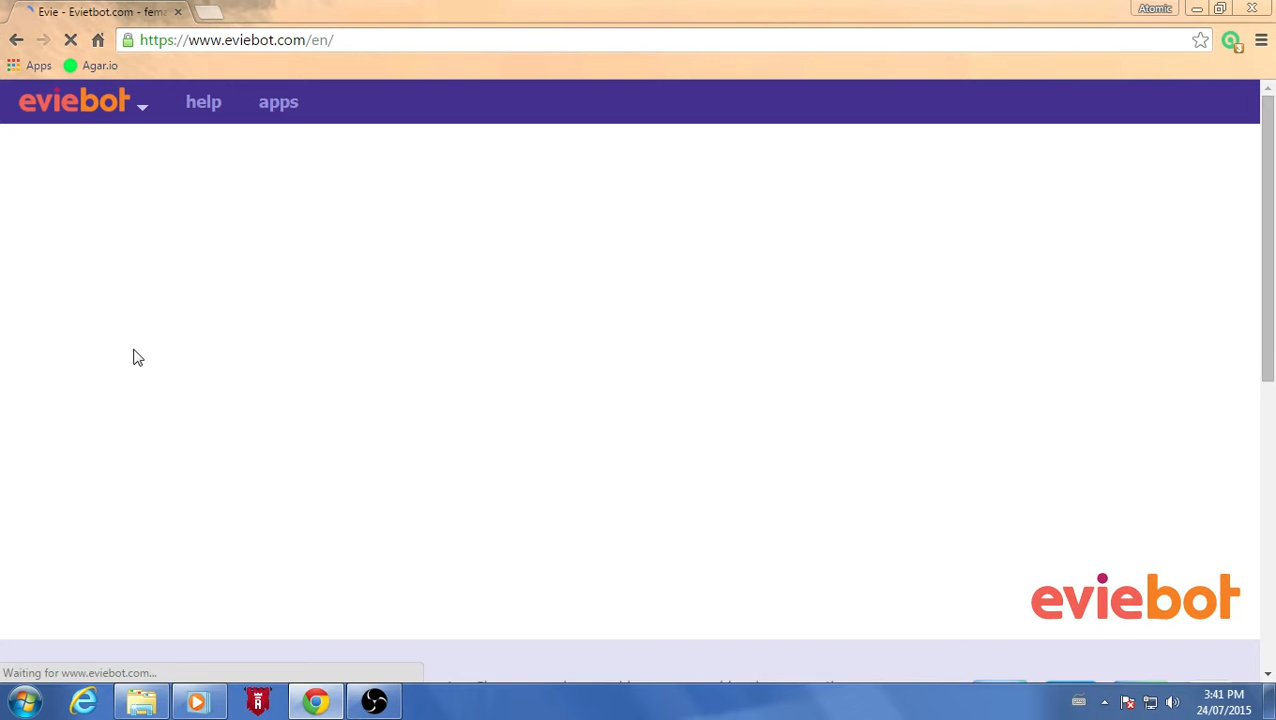 Evie - Evietbot.com - fem
Atomic
https://www.eviebot.com/en/
Apps
Agar.io
eviebot
help
apps
eviebot
Waiting for www.eviebot.com...
3:41 PM
24/07/2015